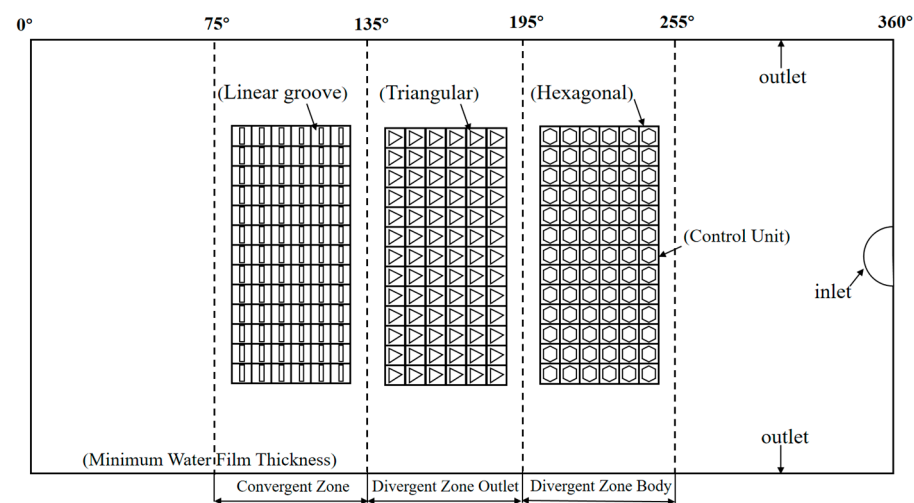 0° 75° 135° 195° 255° 360°
outlet
(Linear groove) (Triangular) (Hexagonal)
(Control Unit)
inlet
outlet
(Minimum Water Film Thickness)
Convergent Zone Divergent Zone Outlet Divergent Zone Body